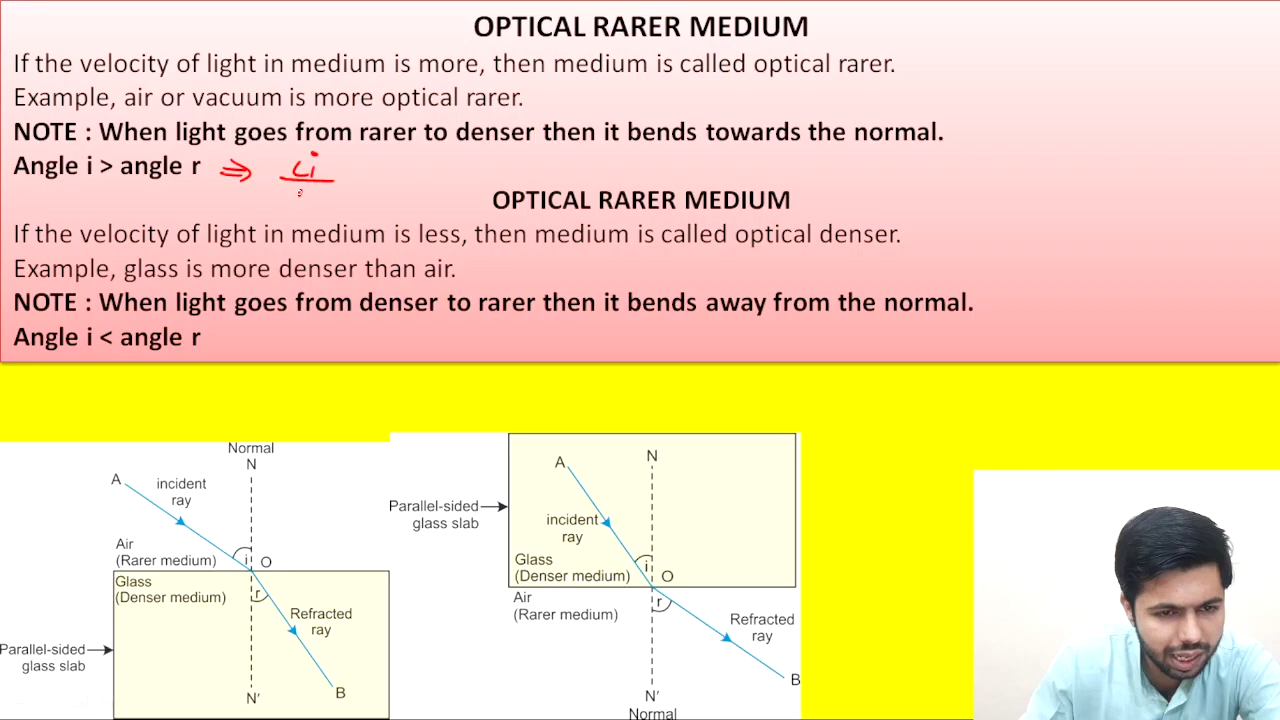 OPTICAL RARER MEDIUM
If the velocity of light in medium is more, then medium is called optical rarer.
Example, air or vacuum is more optical rarer.
NOTE : When light goes from rarer to denser then it bends towards the normal.
Angle i > angle r ⇒ ∠i
OPTICAL RARER MEDIUM
If the velocity of light in medium is less, then medium is called optical denser.
Example, glass is more denser than air.
NOTE : When light goes from denser to rarer then it bends away from the normal.
Angle i < angle r
Normal
N
A
incident
ray
Air
(Rarer medium)
i
O
Glass
(Denser medium)
r
Refracted
ray
Parallel-sided
glass slab
N'
B
A
N
Parallel-sided
glass slab
incident
ray
Glass
(Denser medium)
i
O
Air
(Rarer medium)
r
Refracted
ray
B
N'
Normal